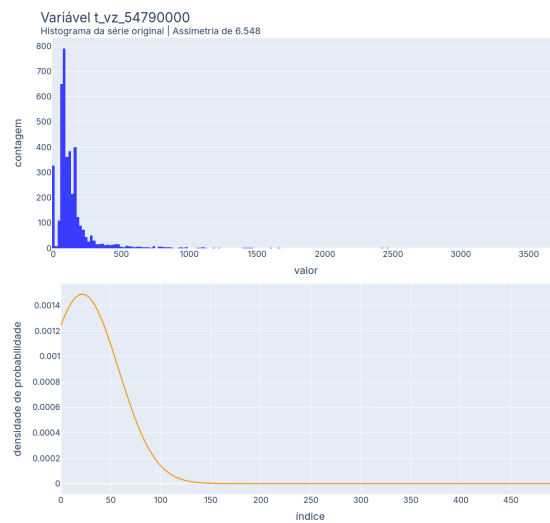 Variável t_vz_54790000
Histograma da série original | Assimetria de 6.548
800
700
600
500
400
300
200
100
0
contagem
0 500 1000 1500 2000 2500 3000 3500
valor
0.0014
0.0012
0.001
0.0008
0.0006
0.0004
0.0002
0
densidade de probabilidade
0 50 100 150 200 250 300 350 400 450
índice